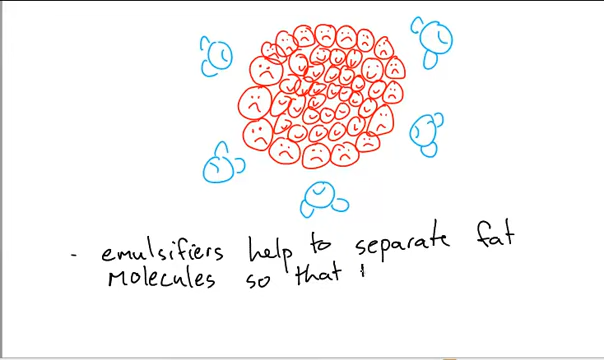 - emulsifiers help to separate fat
molecules so that